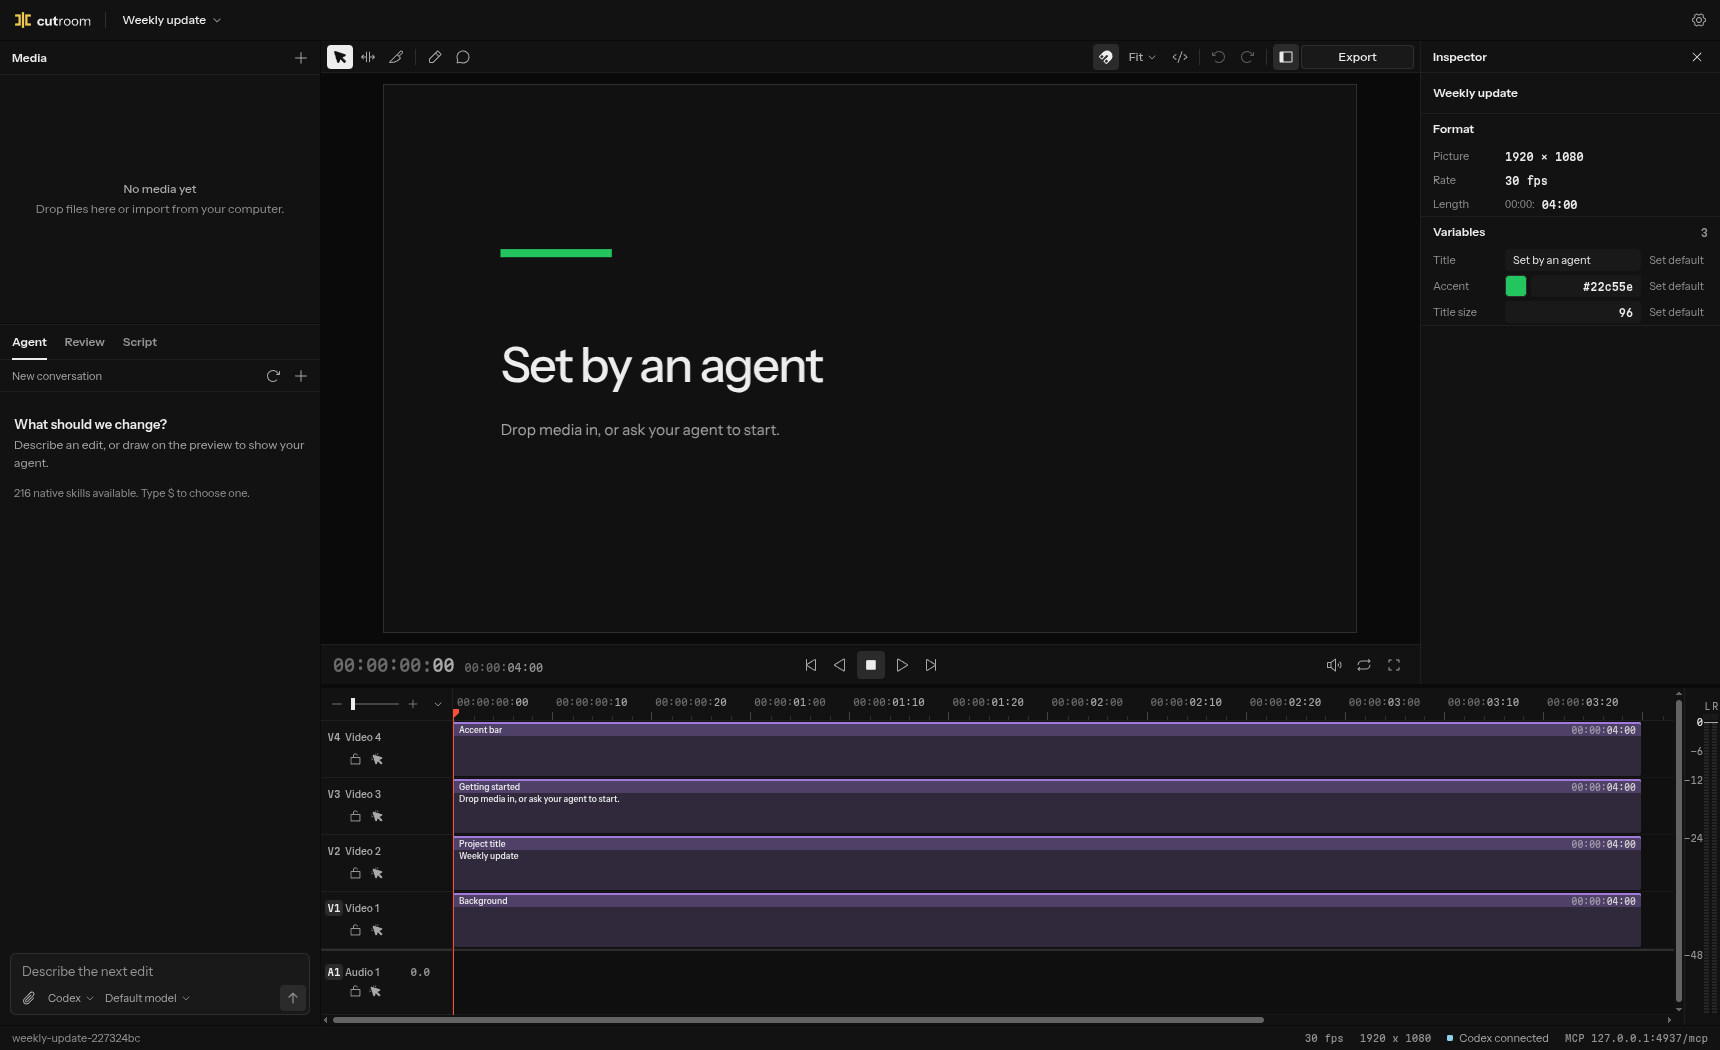 cutroom
Weekly update
Media
No media yet
Drop files here or import from your computer.
Agent
Review
Script
New conversation
What should we change?
Describe an edit, or draw on the preview to show your
agent.
216 native skills available. Type $ to choose one.
Describe the next edit
Codex
Default model
Fit
Export
Set by an agent
Drop media in, or ask your agent to start.
00:00:00:00
00:00:04:00
Inspector
Weekly update
Format
Picture 1920 × 1080
Rate 30 fps
Length 00:00:04:00
Variables 3
Title Set by an agent Set default
Accent #22c55e Set default
Title size 96 Set default
00:00:00:00 00:00:00:10 00:00:00:20 00:00:01:00 00:00:01:10 00:00:01:20 00:00:02:00 00:00:02:10 00:00:02:20 00:00:03:00 00:00:03:10 00:00:03:20
V4 Video 4
Accent bar 00:00:04:00
V3 Video 3
Getting started 00:00:04:00
Drop media in, or ask your agent to start.
V2 Video 2
Project title 00:00:04:00
Weekly update
V1 Video 1
Background 00:00:04:00
A1 Audio 1 0.0
L R
0
-6
-12
-24
-48
weekly-update-227324bc
30 fps 1920 x 1080 Codex connected MCP 127.0.0.1:4937/mcp